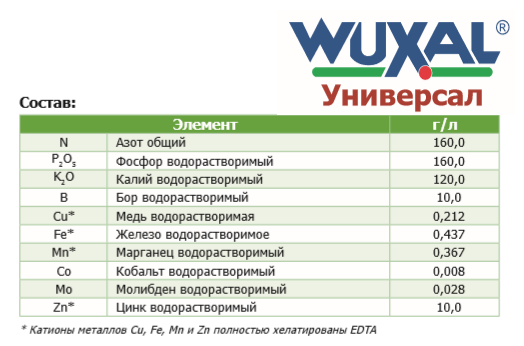 WUXAL®
Универсал
Состав:
Элемент г/л
N Азот общий 160,0
P₂O₅ Фосфор водорастворимый 160,0
K₂O Калий водорастворимый 120,0
B Бор водорастворимый 10,0
Cu* Медь водорастворимая 0,212
Fe* Железо водорастворимое 0,437
Mn* Марганец водорастворимый 0,367
Co Кобальт водорастворимый 0,008
Mo Молибден водорастворимый 0,028
Zn* Цинк водорастворимый 10,0
* Катионы металлов Cu, Fe, Mn и Zn полностью хелатированы EDTA